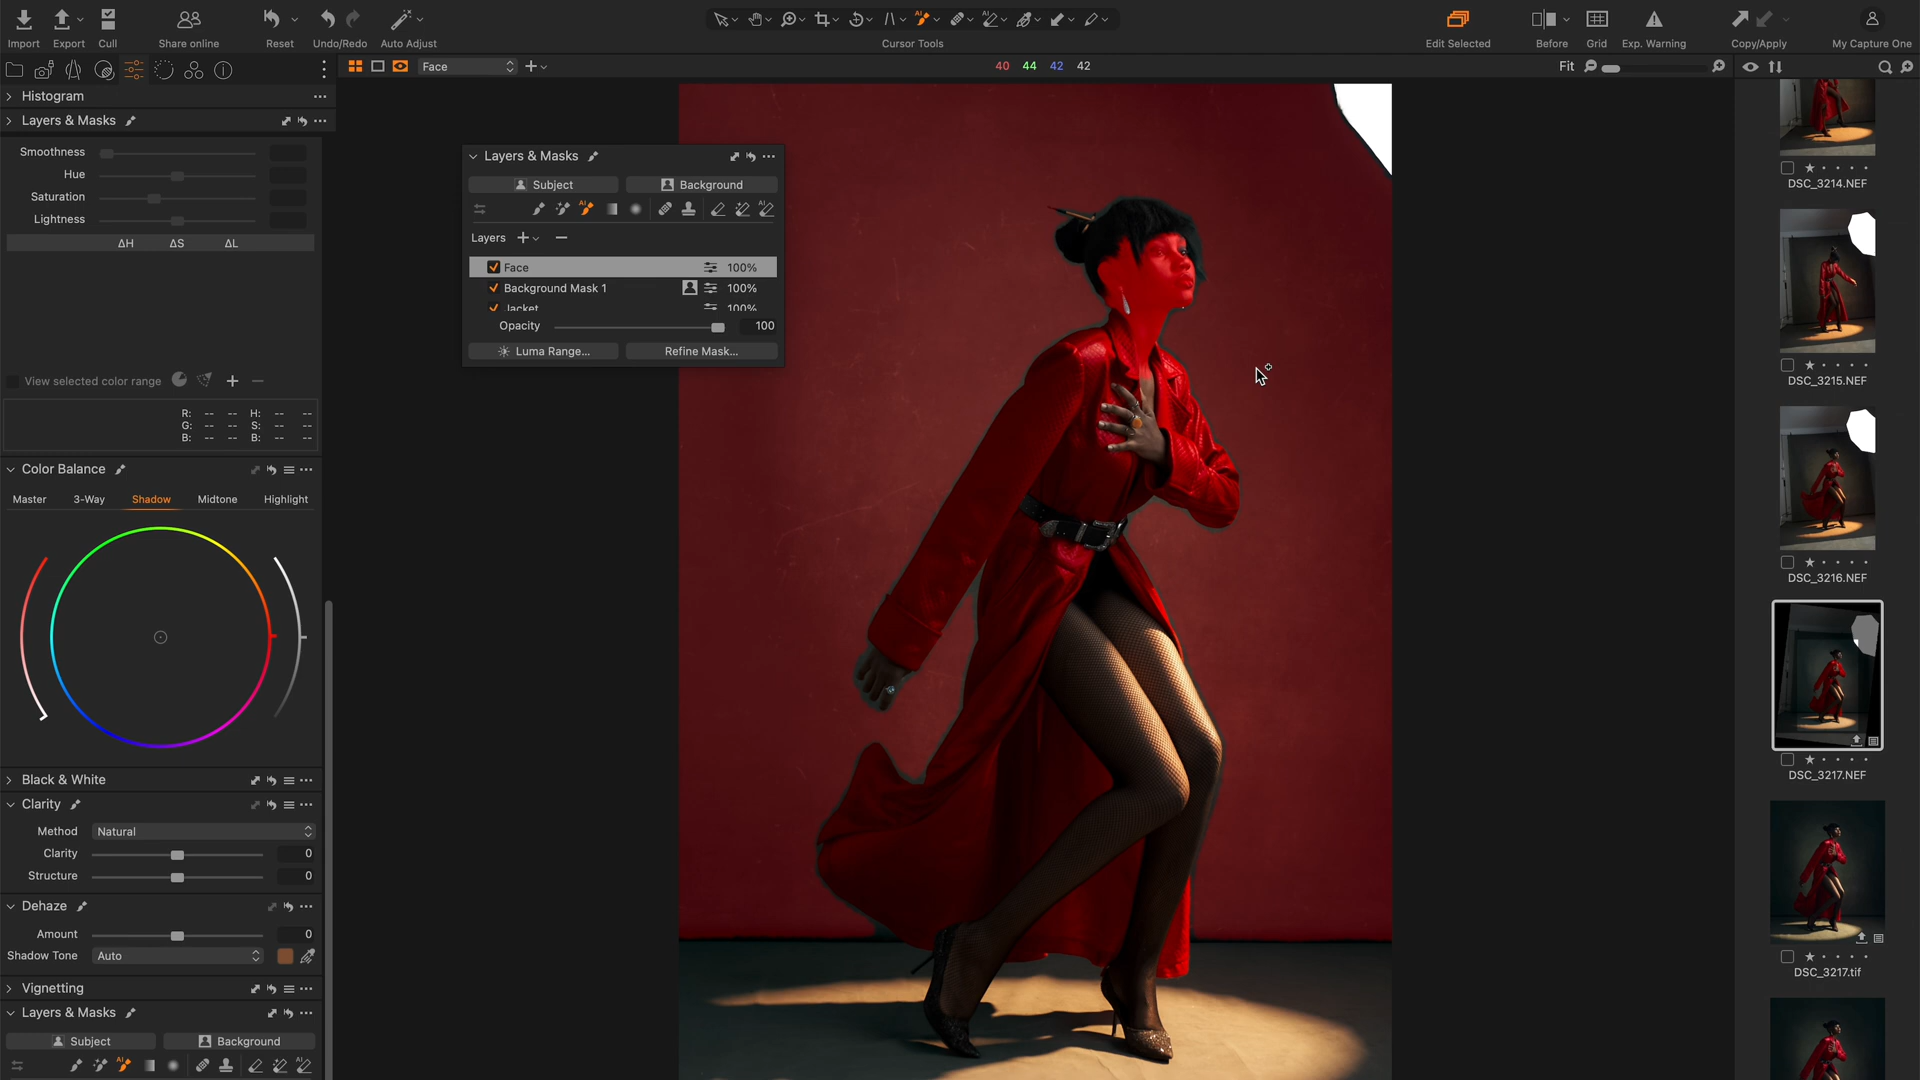 Import
Export
Cull
Share online
Reset
Undo/Redo
Auto Adjust
Cursor Tools
Edit Selected
Before
Grid
Exp. Warning
Copy/Apply
My Capture One
Face
40 44 42 42
Fit
Histogram
Layers & Masks
Smoothness
Hue
Saturation
Lightness
ΔH ΔS ΔL
View selected color range
R: -- -- H: -- --
G: -- -- S: -- --
B: -- -- B: -- --
Color Balance
Master 3-Way Shadow Midtone Highlight
Black & White
Clarity
Method Natural
Clarity 0
Structure 0
Dehaze
Amount 0
Shadow Tone Auto
Vignetting
Layers & Masks
Subject Background
AI AI
Layers & Masks
Subject Background
AI AI
Layers
Face 100%
Background Mask 1 100%
Jacket 100%
Opacity 100
Luma Range... Refine Mask...
DSC_3214.NEF
DSC_3215.NEF
DSC_3216.NEF
DSC_3217.NEF
DSC_3217.tif